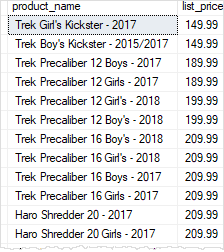 product_name list_price
Trek Girl's Kickster - 2017 149.99
Trek Boy's Kickster - 2015/2017 149.99
Trek Precaliber 12 Boys - 2017 189.99
Trek Precaliber 12 Girls - 2017 189.99
Trek Precaliber 12 Girl's - 2018 199.99
Trek Precaliber 12 Boy's - 2018 199.99
Trek Precaliber 16 Boy's - 2018 209.99
Trek Precaliber 16 Girl's - 2018 209.99
Trek Precaliber 16 Boys - 2017 209.99
Trek Precaliber 16 Girls - 2017 209.99
Haro Shredder 20 - 2017 209.99
Haro Shredder 20 Girls - 2017 209.99